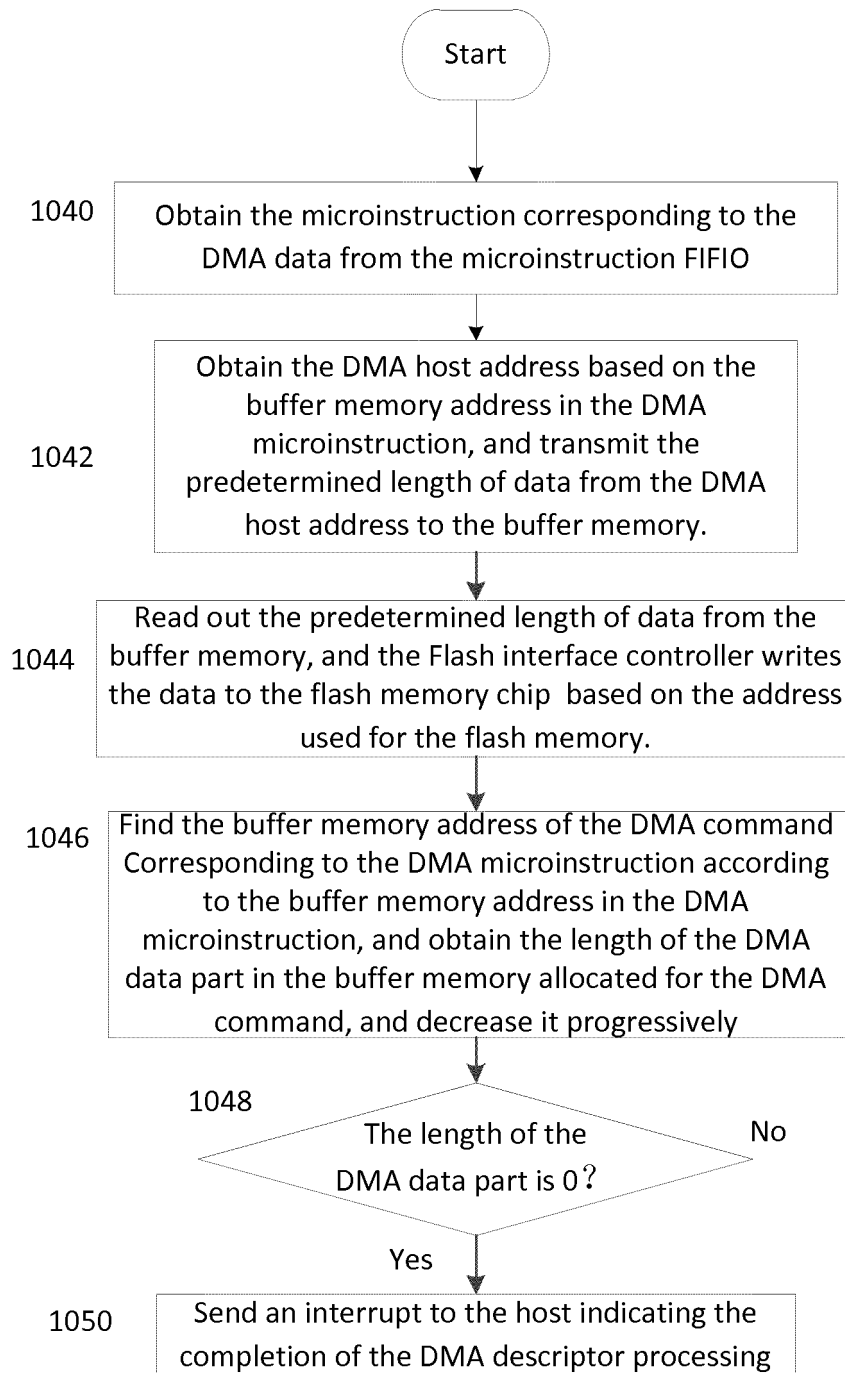 Start
1040
Obtain the microinstruction corresponding to the
DMA data from the microinstruction FIFIO
1042
Obtain the DMA host address based on the
buffer memory address in the DMA
microinstruction, and transmit the
predetermined length of data from the DMA
host address to the buffer memory.
1044
Read out the predetermined length of data from the
buffer memory, and the Flash interface controller writes
the data to the flash memory chip based on the address
used for the flash memory.
1046
Find the buffer memory address of the DMA command
Corresponding to the DMA microinstruction according
to the buffer memory address in the DMA
microinstruction, and obtain the length of the DMA
data part in the buffer memory allocated for the DMA
command, and decrease it progressively
1048
The length of the
DMA data part is 0?
No
Yes
1050
Send an interrupt to the host indicating the
completion of the DMA descriptor processing